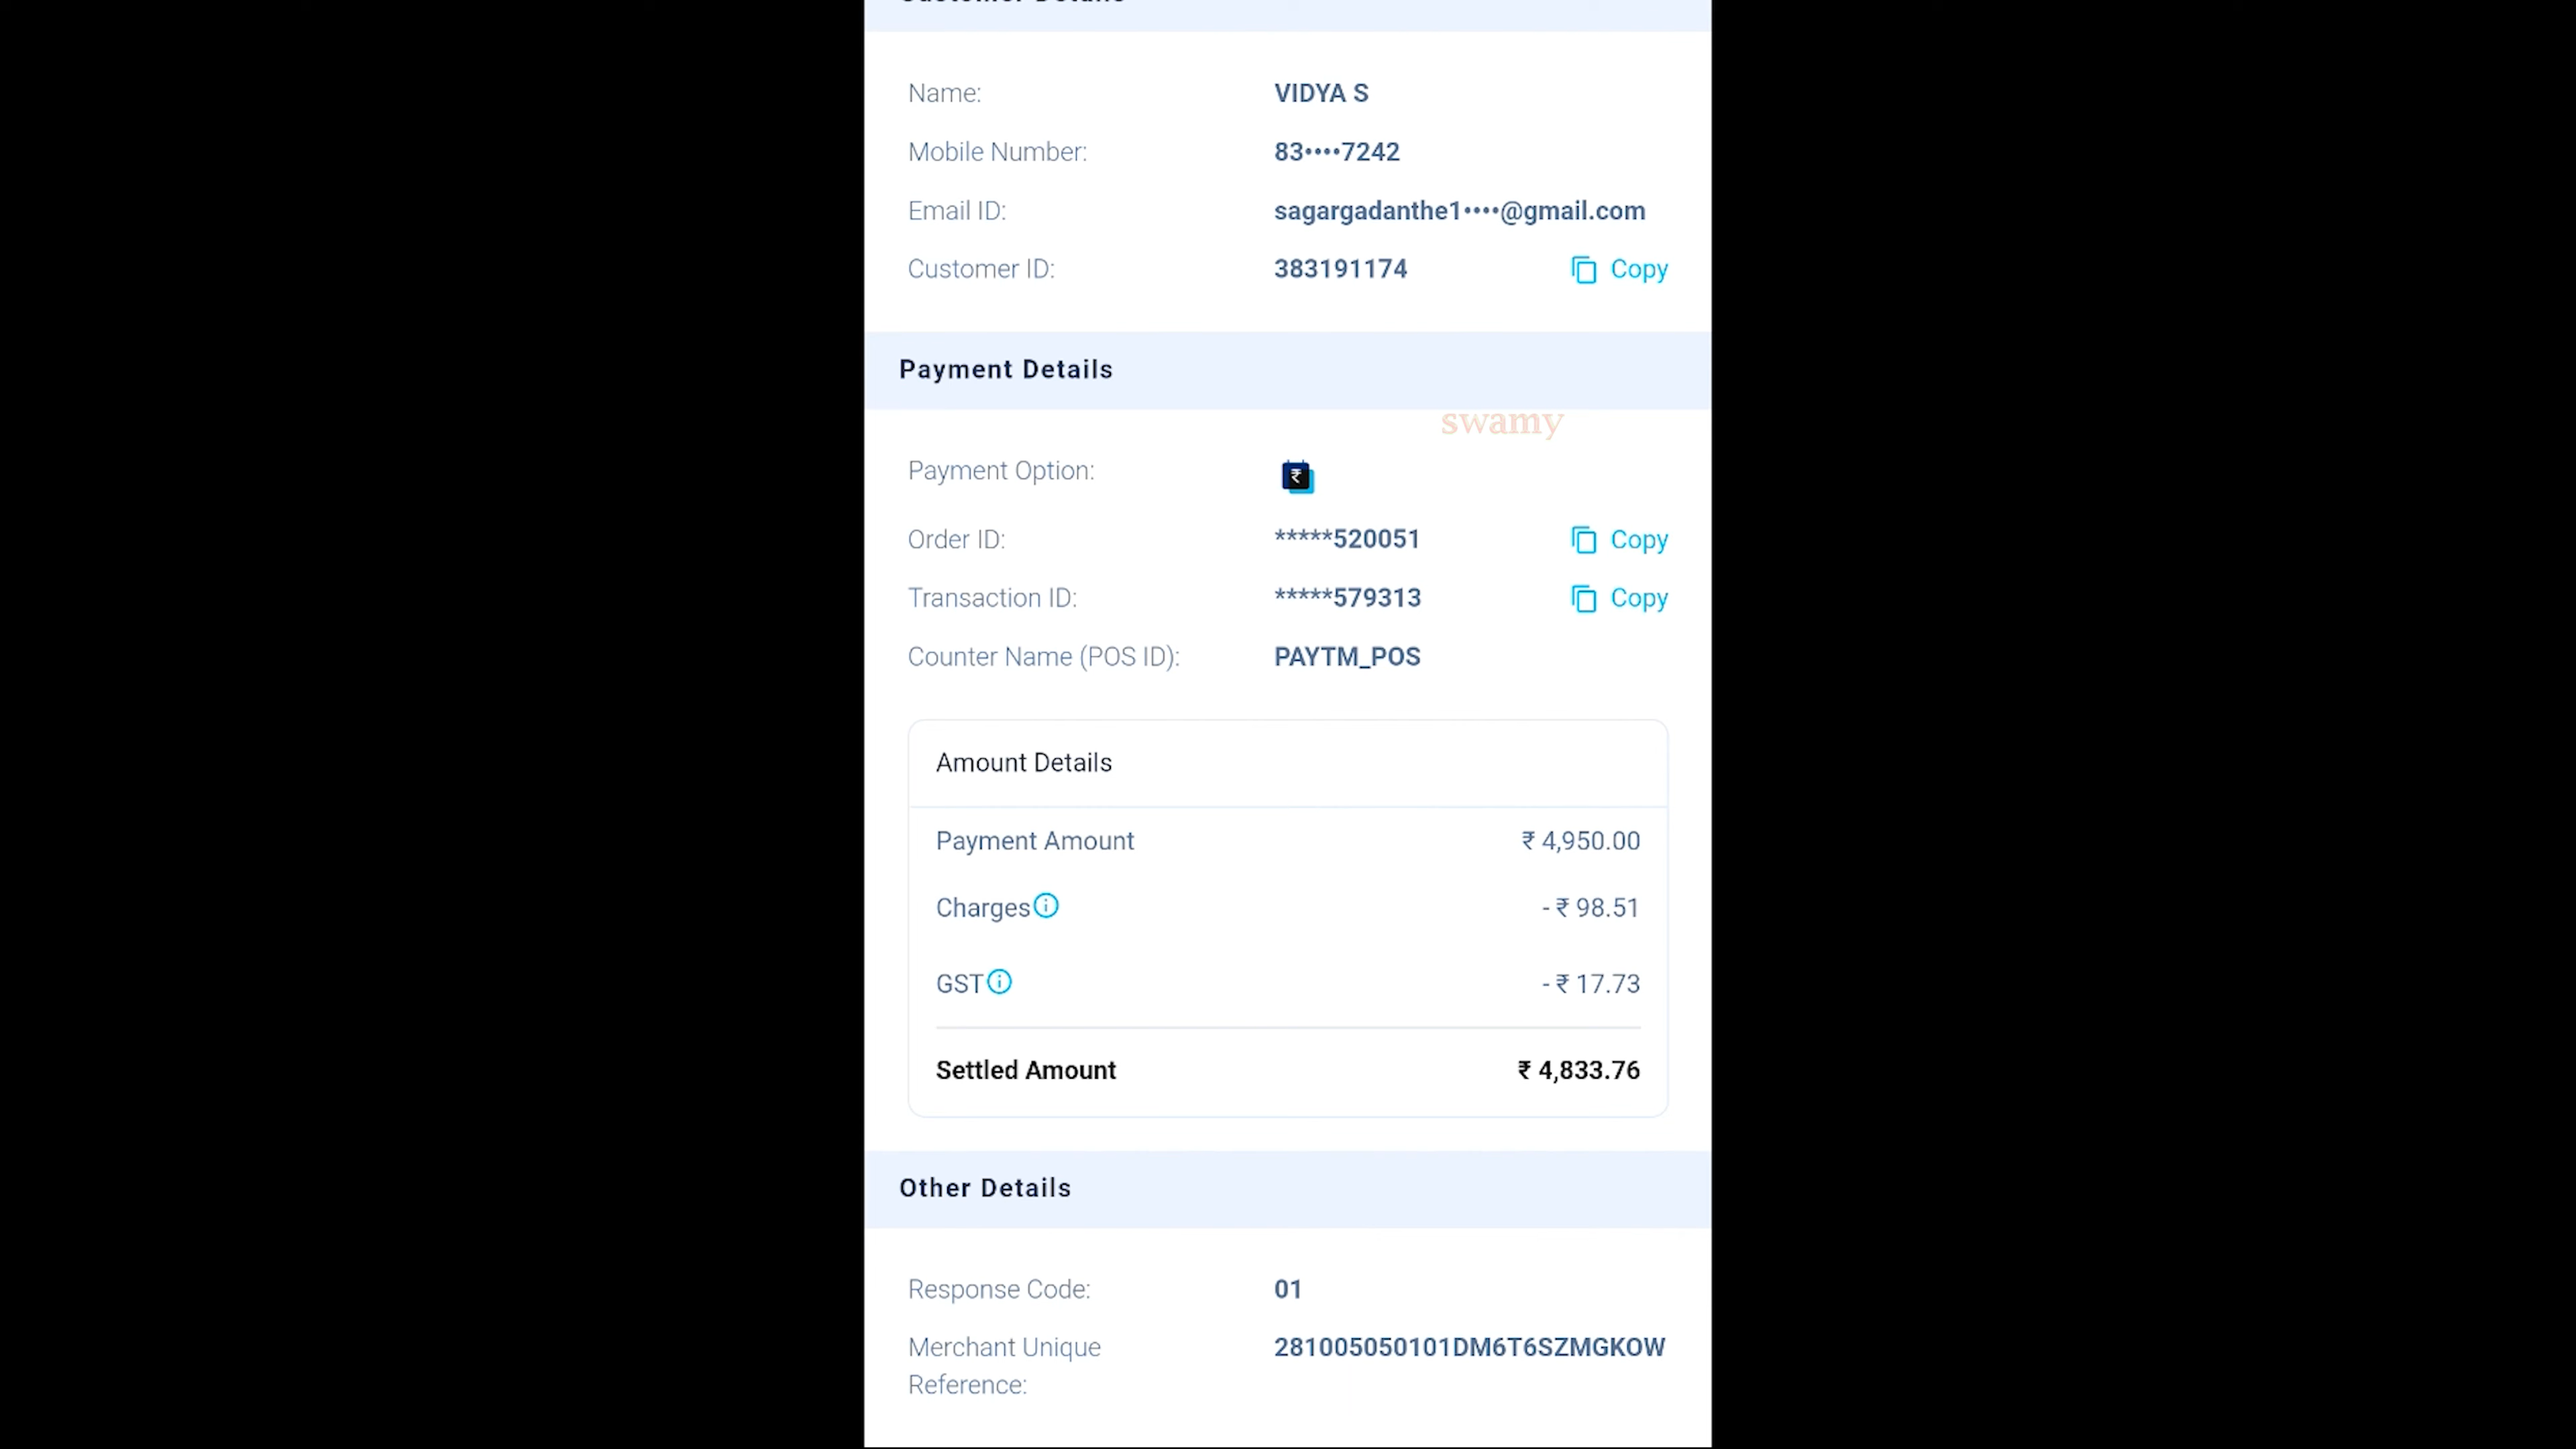 Customer Details
Name: VIDYA S
Mobile Number: 83••••7242
Email ID: sagargadanthe1••••@gmail.com
Customer ID: 383191174 Copy
Payment Details
swamy
Payment Option: ₹
Order ID: *****520051 Copy
Transaction ID: *****579313 Copy
Counter Name (POS ID): PAYTM_POS
Amount Details
Payment Amount ₹ 4,950.00
Charges - ₹ 98.51
GST - ₹ 17.73
Settled Amount ₹ 4,833.76
Other Details
Response Code: 01
Merchant Unique 281005050101DM6T6SZMGKOW
Reference: